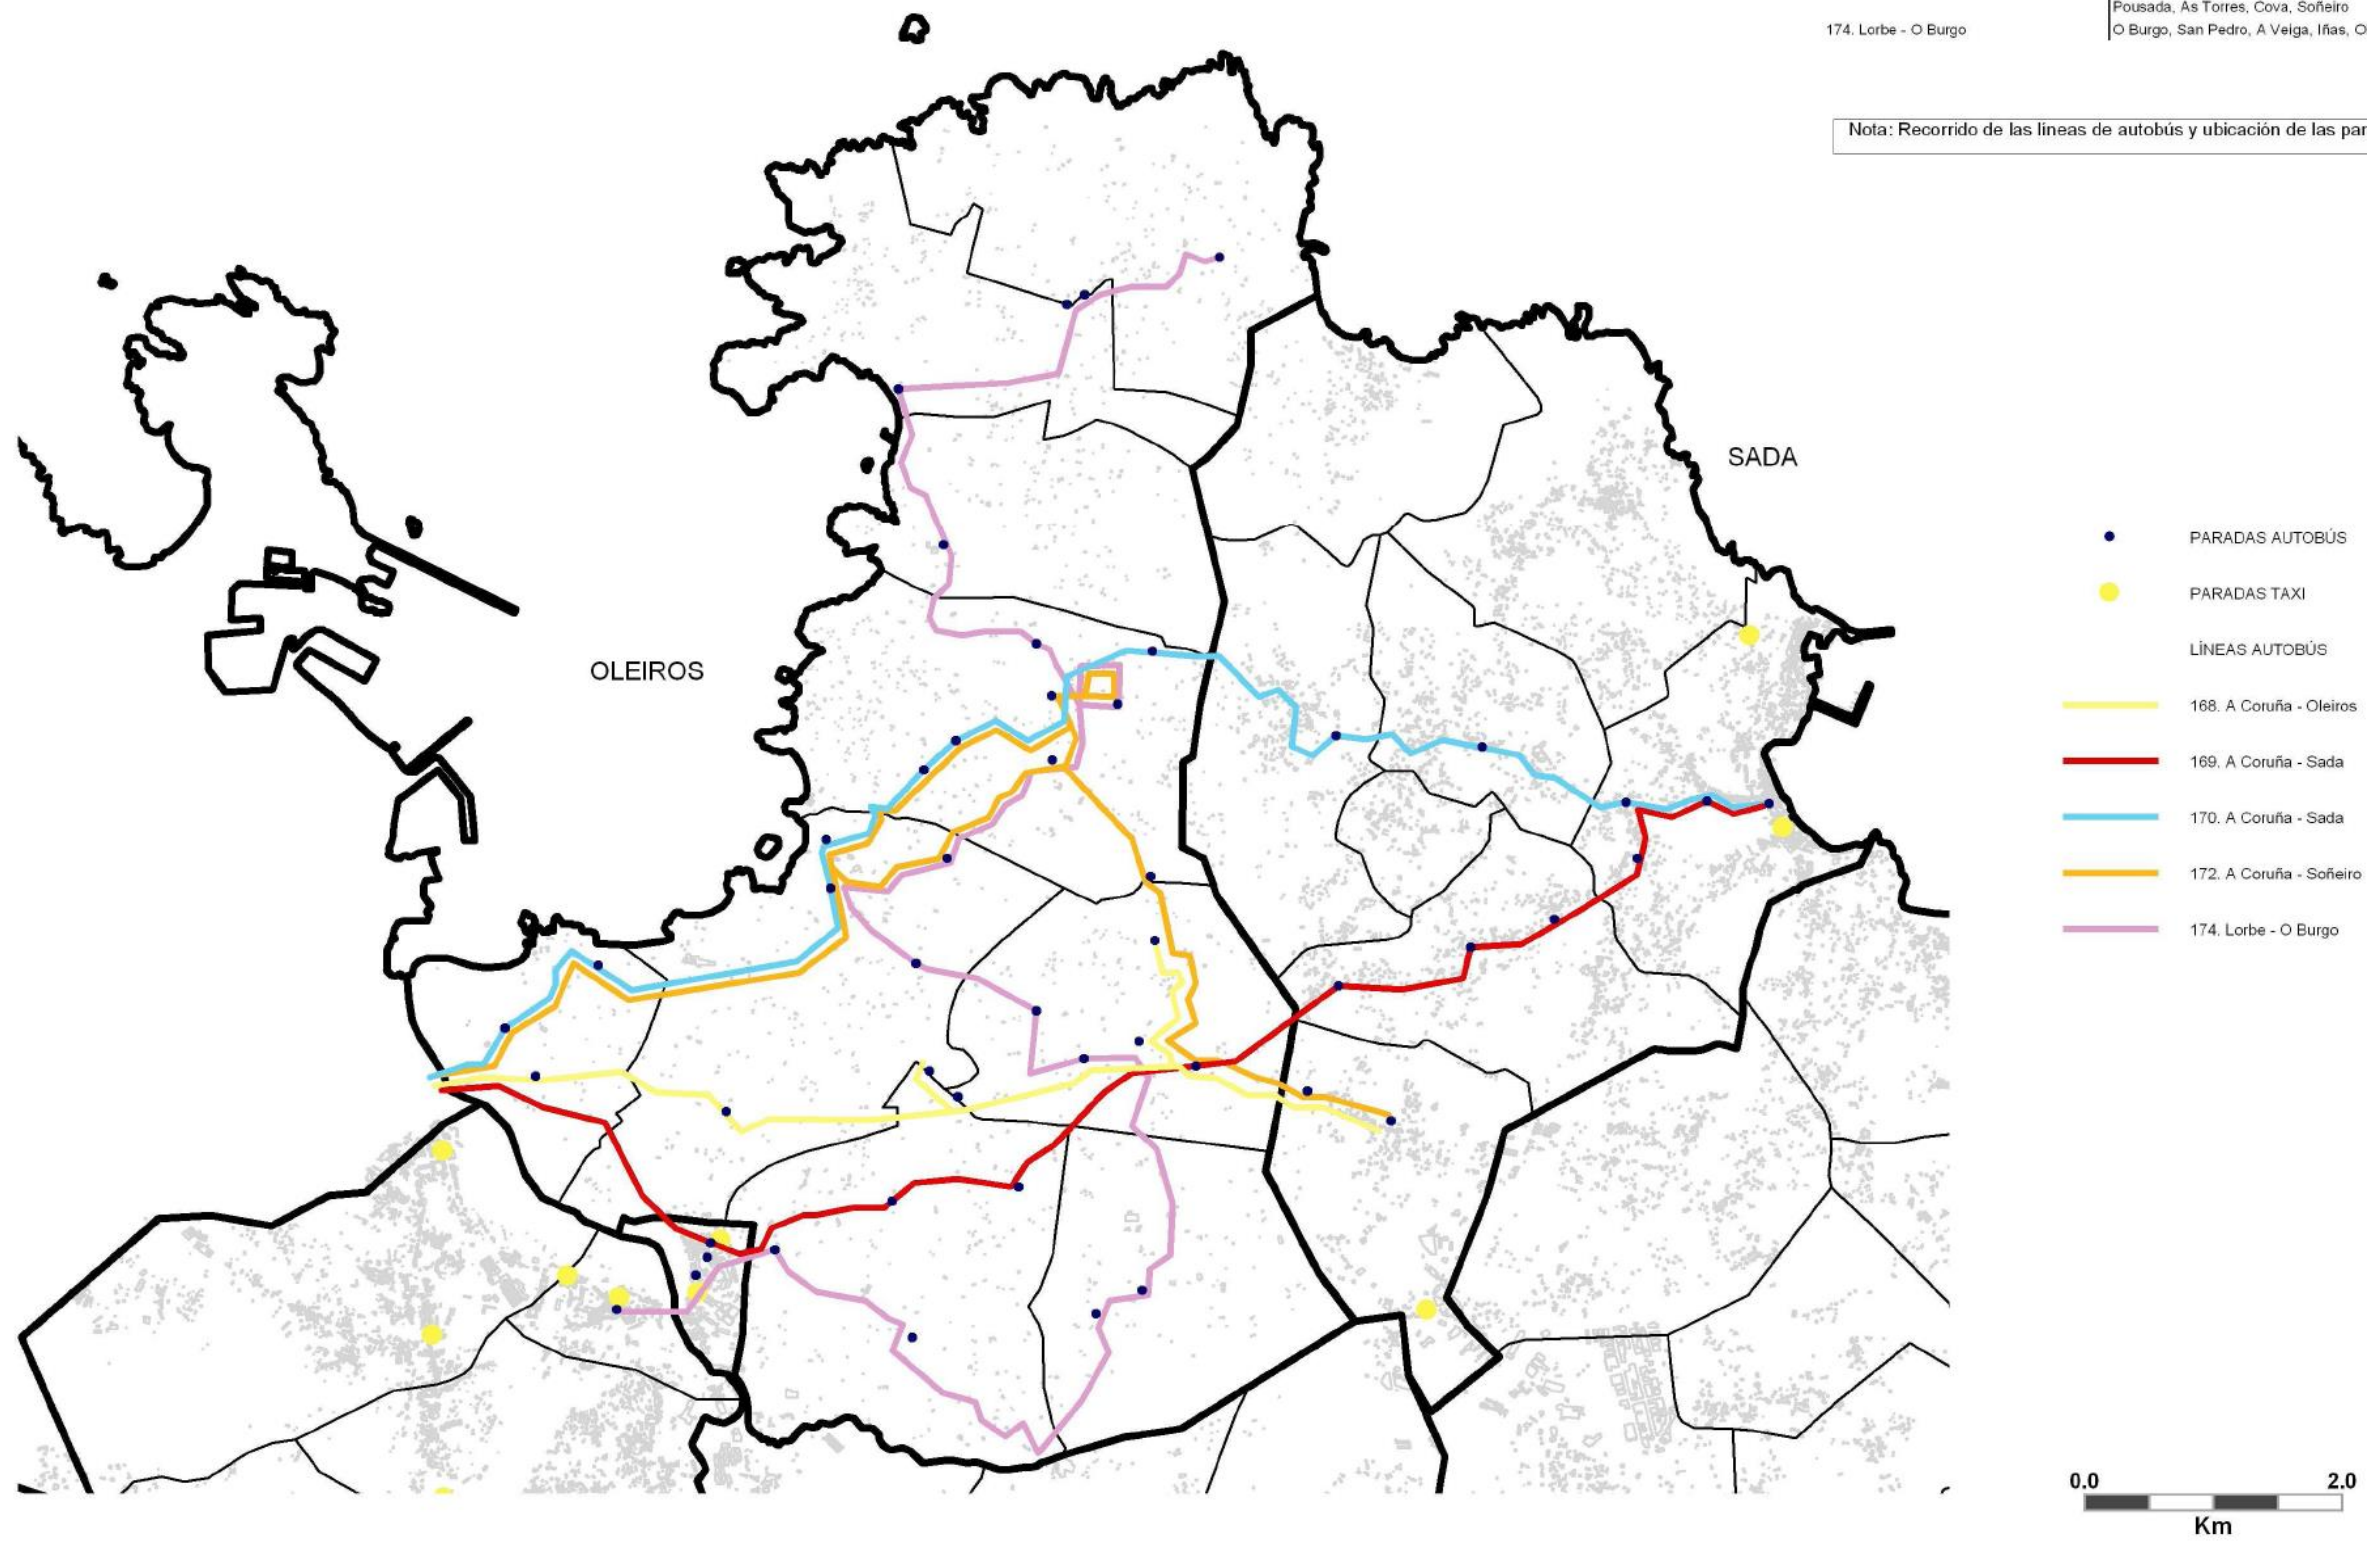 Pousada, As Torres, Cova, Soñeiro
174. Lorbe - O Burgo
O Burgo, San Pedro, A Veiga, Iñas, O
Nota: Recorrido de las líneas de autobús y ubicación de las par
SADA
OLEIROS
PARADAS AUTOBÚS
PARADAS TAXI
LÍNEAS AUTOBÚS
168. A Coruña - Oleiros
169. A Coruña - Sada
170. A Coruña - Sada
172. A Coruña - Soñeiro
174. Lorbe - O Burgo
0.0 2.0
Km